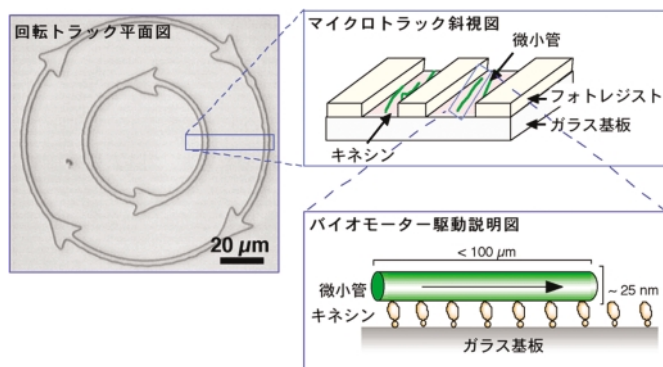 回転トラック平面図
20 µm
マイクロトラック斜視図
微小管
フォトレジスト
ガラス基板
キネシン
バイオモーター駆動説明図
< 100 µm
微小管
~ 25 nm
キネシン
ガラス基板